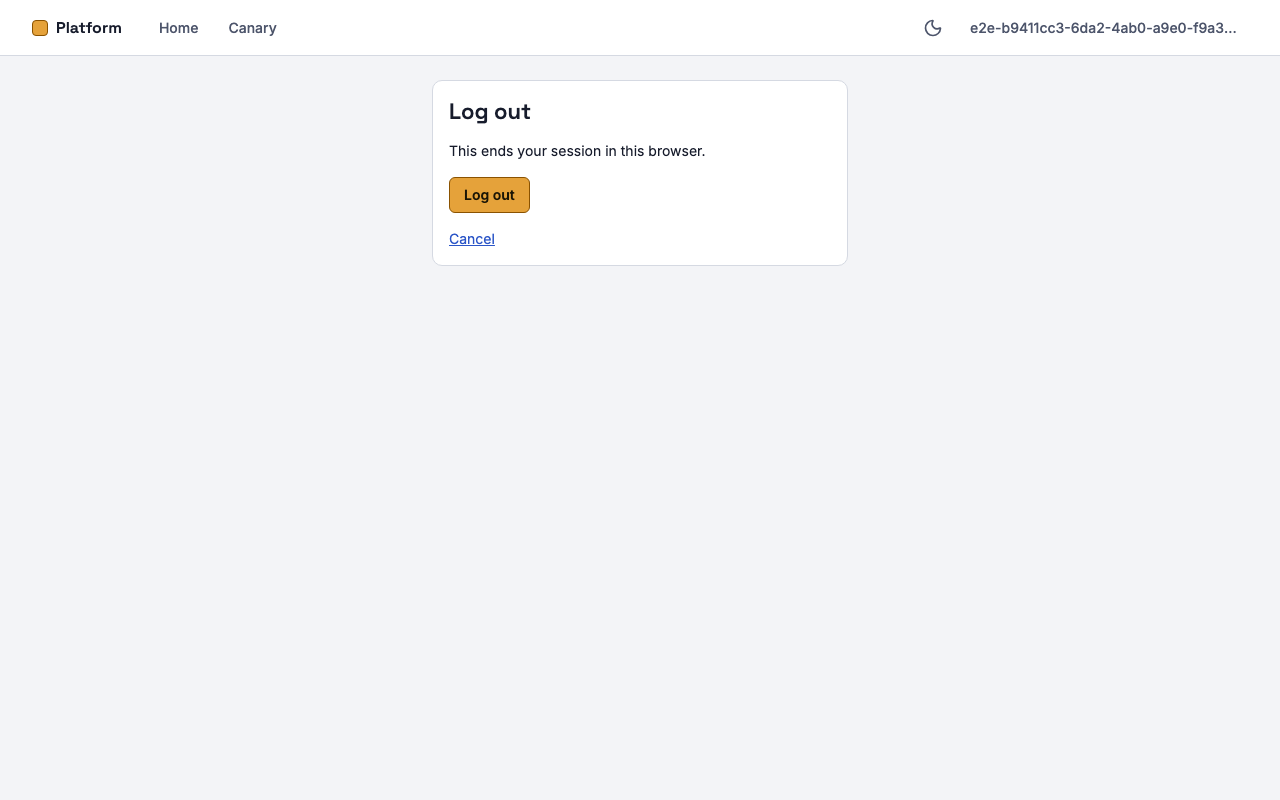 Platform Home Canary e2e-b9411cc3-6da2-4ab0-a9e0-f9a3...
Log out
This ends your session in this browser.
Log out
Cancel